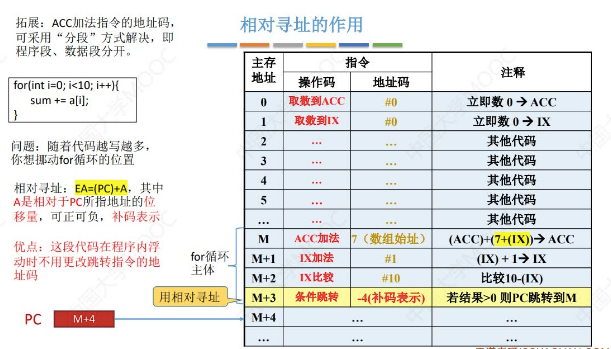 拓展：ACC加法指令的地址码，
可采用“分段”方式解决，即
程序段、数据段分开。
for(int i=0; i<10; i++){
sum += a[i];
}
问题：随着代码越写越多，
你想挪动for循环的位置
相对寻址：EA=(PC)+A，其中
A是相对于PC所指地址的位
移量，可正可负，补码表示
优点：这段代码在程序内浮
动时不用更改跳转指令的地
址码
相对寻址的作用
主存地址 指令 注释
操作码 地址码
0 取数到ACC #0 立即数 0 → ACC
1 取数到IX #0 立即数 0 → IX
2 … … 其他代码
3 … … 其他代码
4 … … 其他代码
5 … … 其他代码
… … … 其他代码
M ACC加法 7（数组始址） (ACC)+(7+(IX))→ ACC
M+1 IX加法 #1 (IX) + 1→ IX
M+2 IX比较 #10 比较10-(IX)
M+3 条件跳转 -4(补码表示) 若结果>0 则PC跳转到M
M+4 … …
… … …
for循环
主体
用相对寻址
PC M+4
中国大学MOOC